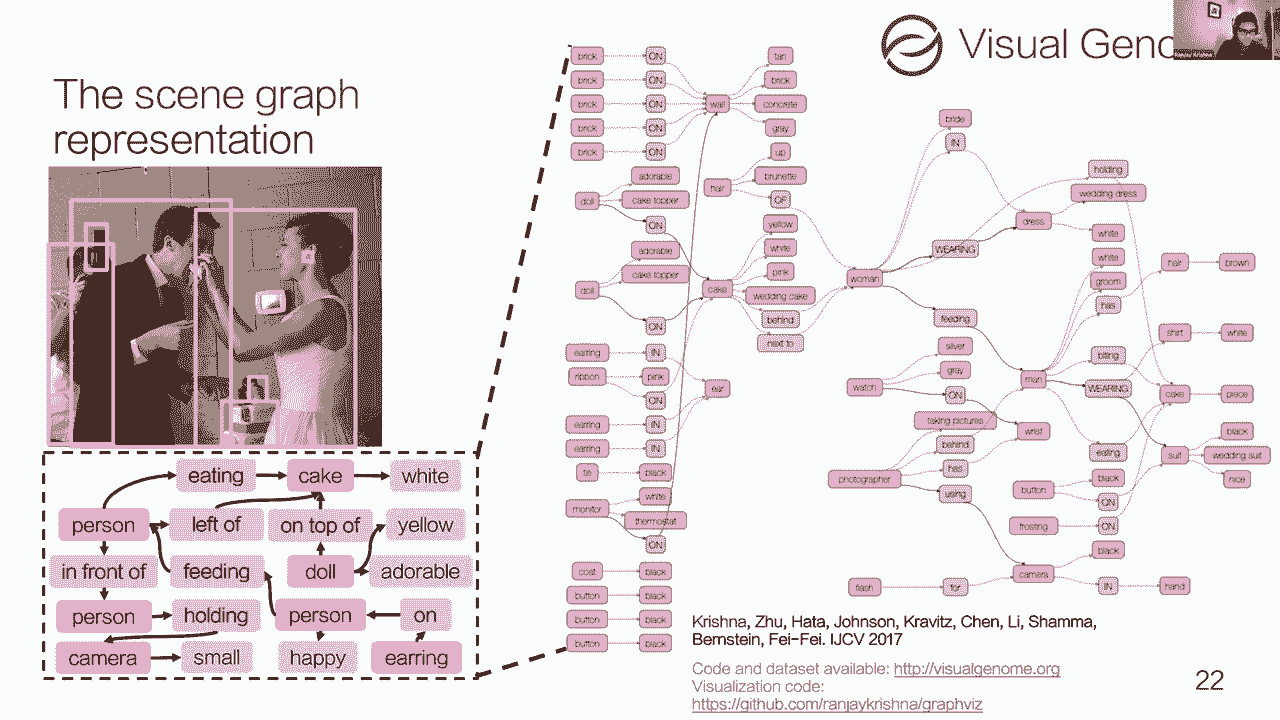 The scene graph
representation
Visual Geno
Ranjay Krishna
eating cake white
person left of on top of yellow
in front of feeding doll adorable
person holding person on
camera small happy earring
brick ON
brick ON
brick ON
brick ON
brick ON
wall
tan
brick
concrete
gray
doll
adorable
cake topper
ON
doll
adorable
cake topper
ON
hair
up
brunette
OF
cake
yellow
white
pink
wedding cake
behind
next to
earring IN
ribbon pink
ON
earring IN
earring IN
ear
tie black
monitor
white
thermostat
ON
coat black
button black
button black
button black
woman
bride
IN
WEARING
dress
holding
wedding dress
white
feeding
man
white
groom
has
hair brown
biting
WEARING
eating
shirt white
cake piece
suit
black
wedding suit
nice
watch
silver
gray
ON
wrist
photographer
taking pictures
behind
has
using
button
black
ON
frosting ON
camera
black
IN hand
flash for
Krishna, Zhu, Hata, Johnson, Kravitz, Chen, Li, Shamma,
Bernstein, Fei-Fei. IJCV 2017
Code and dataset available: http://visualgenome.org
Visualization code:
https://github.com/ranjaykrishna/graphviz
22